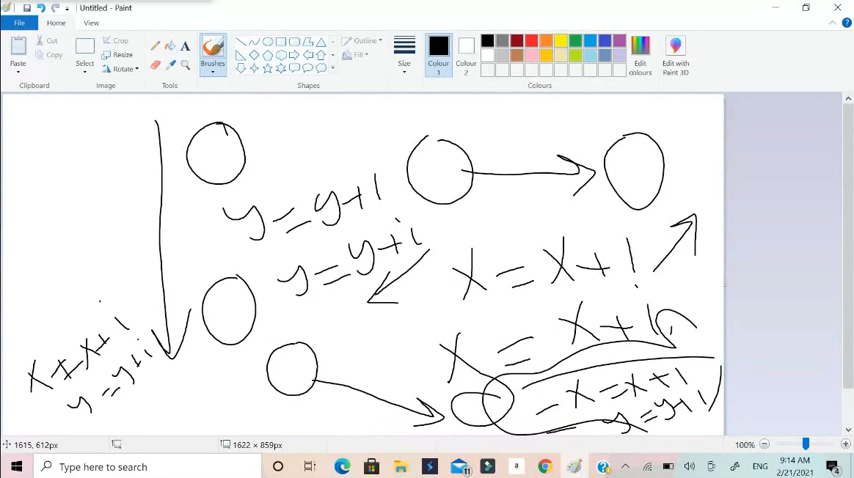 Untitled - Paint
File Home View
Paste Cut Copy
Clipboard
Select Crop Resize Rotate
Image
Tools
Brushes
Shapes
Outline Fill
Size
Colour 1
Colour 2
Edit colours
Edit with Paint 3D
Colours
y = y+1
y = y+i
x = x+1
x = x+1
x = x+1
y = y+1
x = x+1
y = y+i
1615, 612px
1622 × 859px
100%
Type here to search
11
a
ENG
9:14 AM
2/21/2021
4